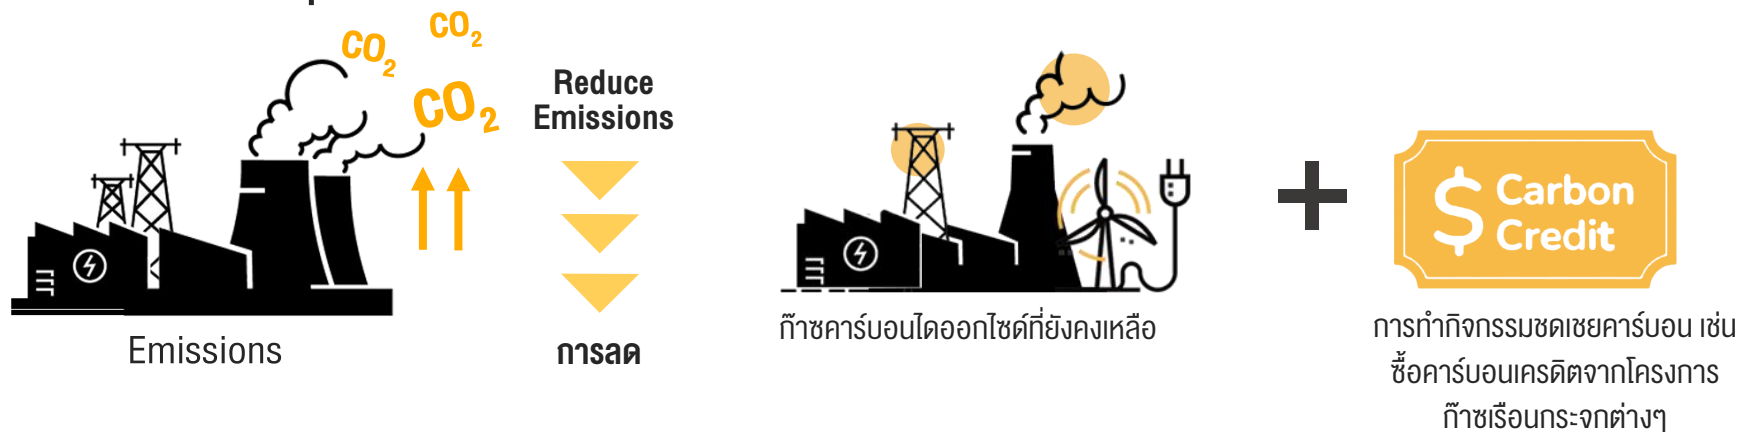 CO₂
CO₂
CO₂
Reduce
Emissions
Emissions
การลด
ก๊าซคาร์บอนไดออกไซด์ที่ยังคงเหลือ
+
$ Carbon
Credit
การทำกิจกรรมชดเชยคาร์บอน เช่น
ซื้อคาร์บอนเครดิตจากโครงการ
ก๊าซเรือนกระจกต่างๆ